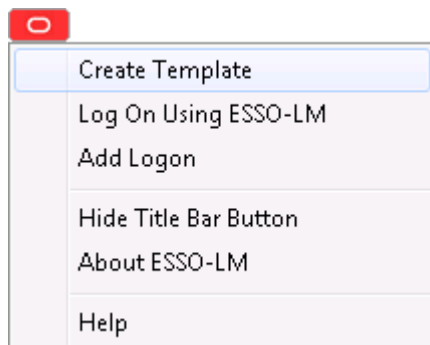 Create Template
Log On Using ESSO-LM
Add Logon
Hide Title Bar Button
About ESSO-LM
Help